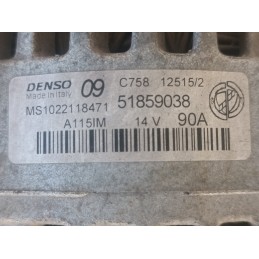 DENSO 09 C758 12515/2
Made in Italy
MS1022118471 51859038
A115IM 14 V 90A